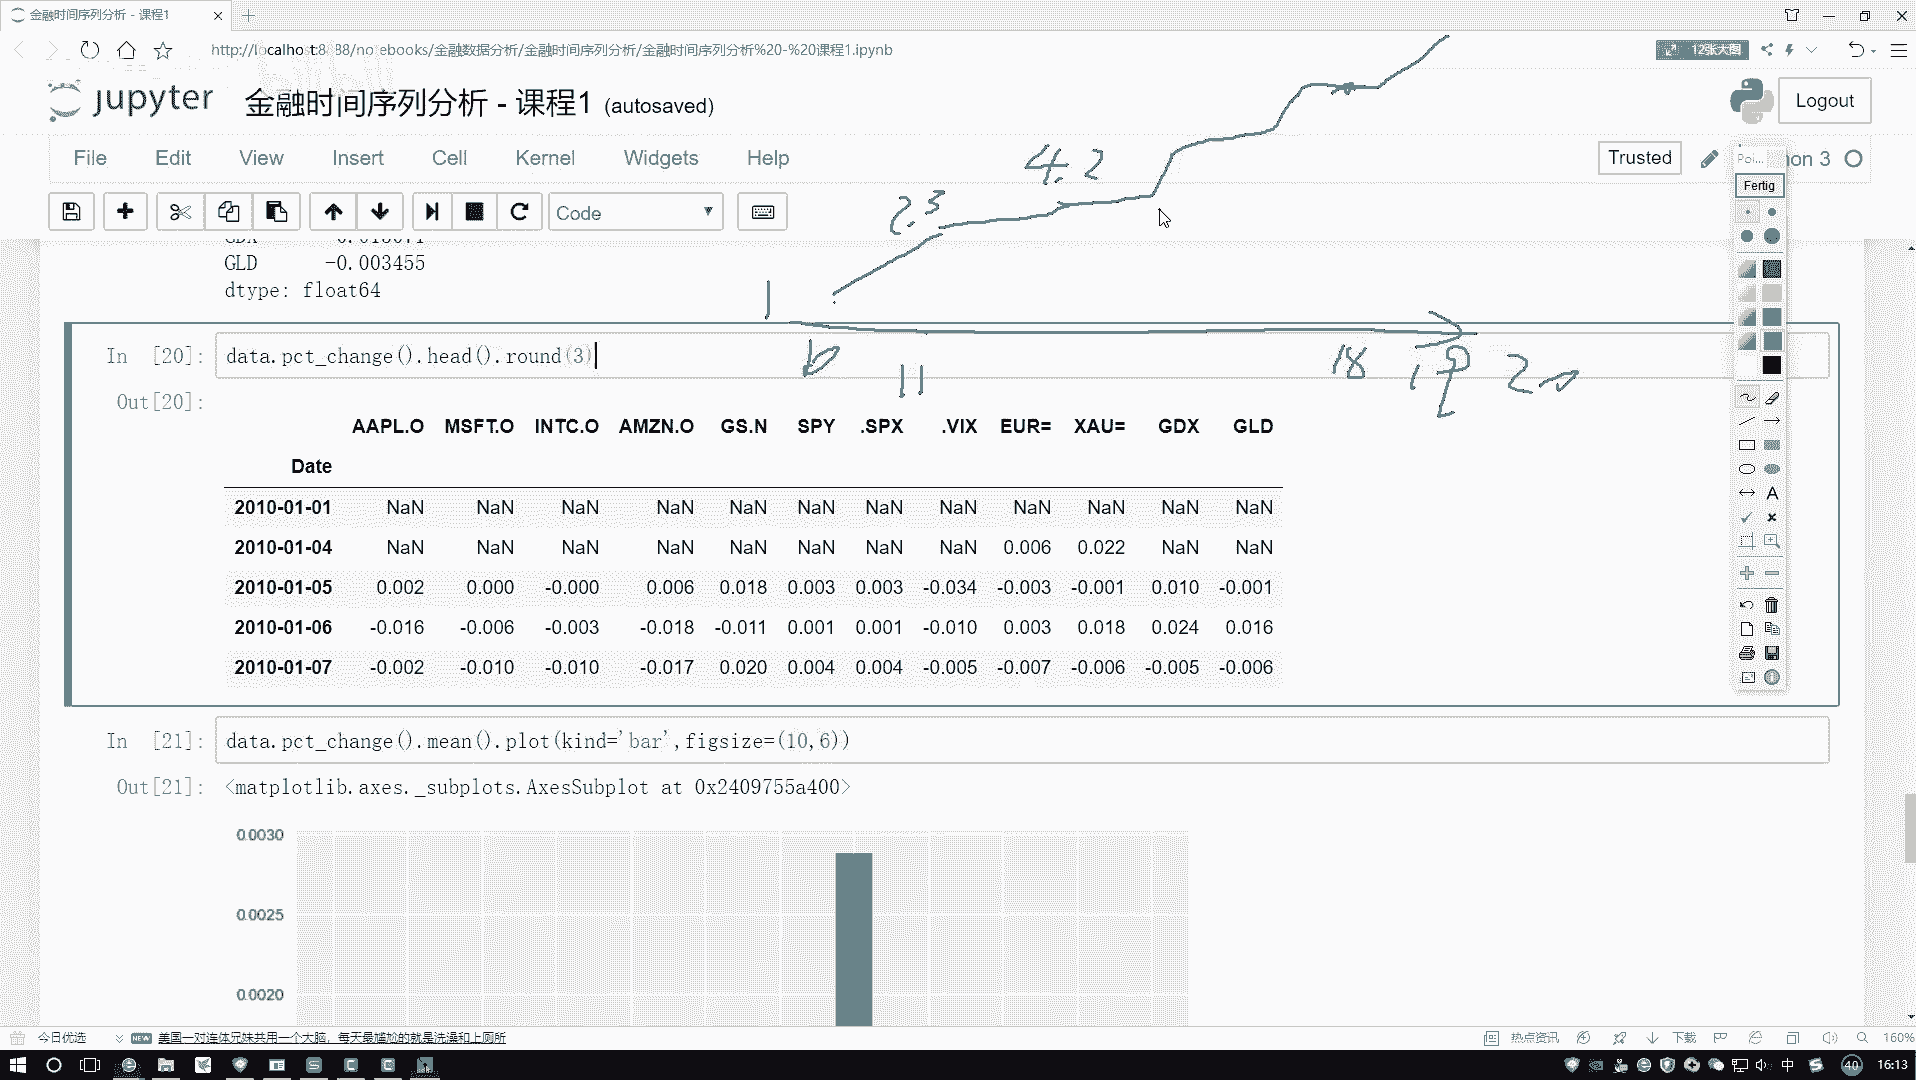 金融时间序列分析 - 课程1
http://localhost:8888/notebooks/金融数据分析/金融时间序列分析/金融时间序列分析%20-%20课程1.ipynb
12张大图
jupyter 金融时间序列分析 - 课程1 (autosaved)
Logout
File Edit View Insert Cell Kernel Widgets Help
Trusted
Poi... on 3
Fertig
Code
4.2
2.3
GLD -0.003455
dtype: float64
1
10 11 18 19 20
In [20]: data.pct_change().head().round(3)
Out[20]:
AAPL.O MSFT.O INTC.O AMZN.O GS.N SPY .SPX .VIX EUR= XAU= GDX GLD
Date
2010-01-01 NaN NaN NaN NaN NaN NaN NaN NaN NaN NaN NaN NaN
2010-01-04 NaN NaN NaN NaN NaN NaN NaN NaN 0.006 0.022 NaN NaN
2010-01-05 0.002 0.000 -0.000 0.006 0.018 0.003 0.003 -0.034 -0.003 -0.001 0.010 -0.001
2010-01-06 -0.016 -0.006 -0.003 -0.018 -0.011 0.001 0.001 -0.010 0.003 0.018 0.024 0.016
2010-01-07 -0.002 -0.010 -0.010 -0.017 0.020 0.004 0.004 -0.005 -0.007 -0.006 -0.005 -0.006
In [21]: data.pct_change().mean().plot(kind='bar',figsize=(10,6))
Out[21]: <matplotlib.axes._subplots.AxesSubplot at 0x2409755a400>
0.0030
0.0025
0.0020
今日优选 NEW 美国一对连体兄妹共用一个大脑，每天最尴尬的就是洗澡和上厕所
热点资讯 下载 160%
中 40 16:13